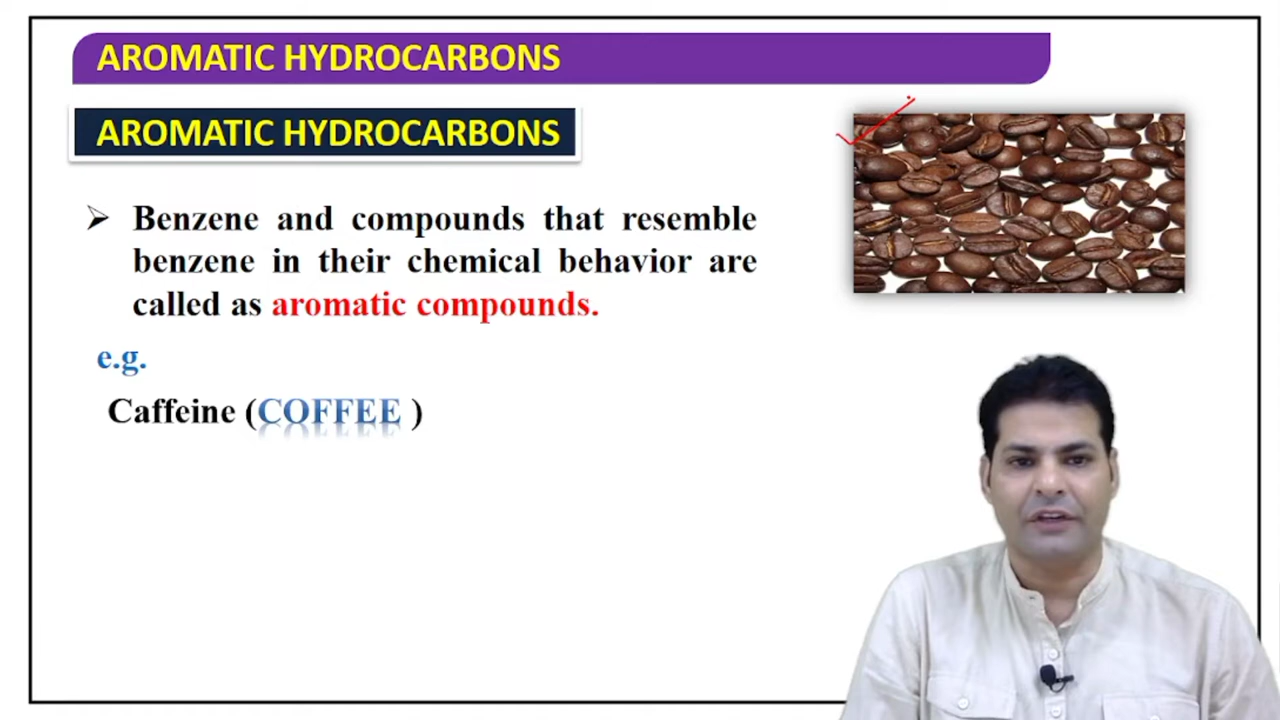 AROMATIC HYDROCARBONS
AROMATIC HYDROCARBONS
➢ Benzene and compounds that resemble
benzene in their chemical behavior are
called as aromatic compounds.
e.g.
Caffeine (COFFEE )